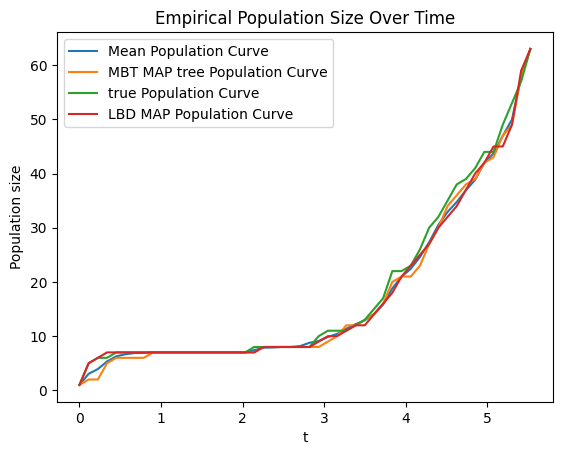 Empirical Population Size Over Time
Mean Population Curve
MBT MAP tree Population Curve
true Population Curve
LBD MAP Population Curve
Population size
60
50
40
30
20
10
0
0 1 2 3 4 5
t